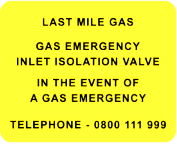 LAST MILE GAS
GAS EMERGENCY
INLET ISOLATION VALVE
IN THE EVENT OF
A GAS EMERGENCY
TELEPHONE - 0800 111 999